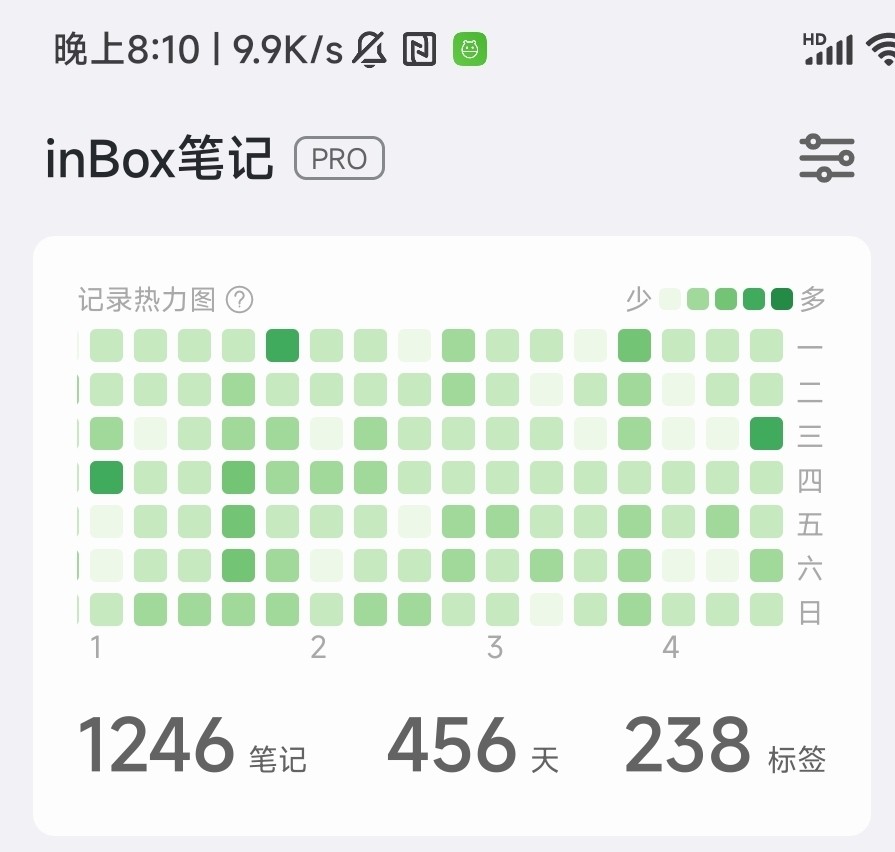 晚上8:10 | 9.9K/s HD
inBox笔记 PRO
记录热力图 ? 少 多
一
二
三
四
五
六
日
1 2 3 4
1246 笔记 456 天 238 标签